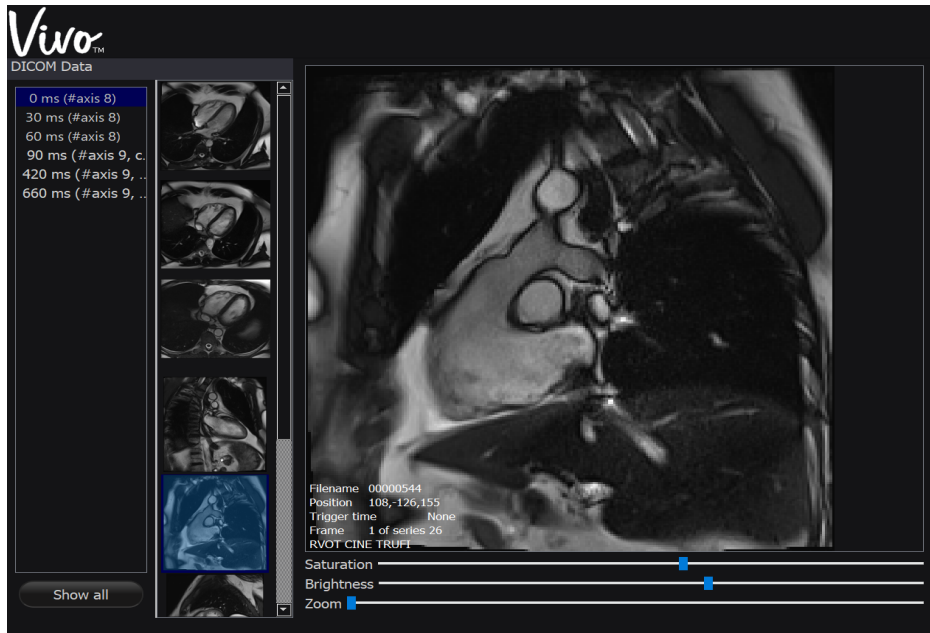 Vivo™
DICOM Data
0 ms (#axis 8)
30 ms (#axis 8)
60 ms (#axis 8)
90 ms (#axis 9, c.
420 ms (#axis 9, ..
660 ms (#axis 9, ..
Show all
Filename 00000544
Position 108,-126,155
Trigger time None
Frame 1 of series 26
RVOT CINE TRUFI
Saturation
Brightness
Zoom